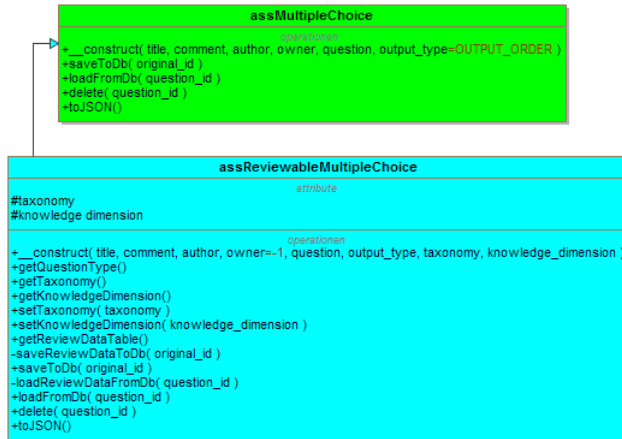 assMultipleChoice
operationen
+__construct( title, comment, author, owner, question, output_type=OUTPUT_ORDER )
+saveToDb( original_id )
+loadFromDb( question_id )
+delete( question_id )
+toJSON()
assReviewableMultipleChoice
attribute
#taxonomy
#knowledge dimension
operationen
+__construct( title, comment, author, owner=-1, question, output_type, taxonomy, knowledge_dimension )
+getQuestionType()
+getTaxonomy()
+getKnowledgeDimension()
+setTaxonomy( taxonomy )
+setKnowledgeDimension( knowledge_dimension )
+getReviewDataTable()
-saveReviewDataToDb( original_id )
+saveToDb( original_id )
-loadReviewDataFromDb( question_id )
+loadFromDb( question_id )
+delete( question_id )
+toJSON()